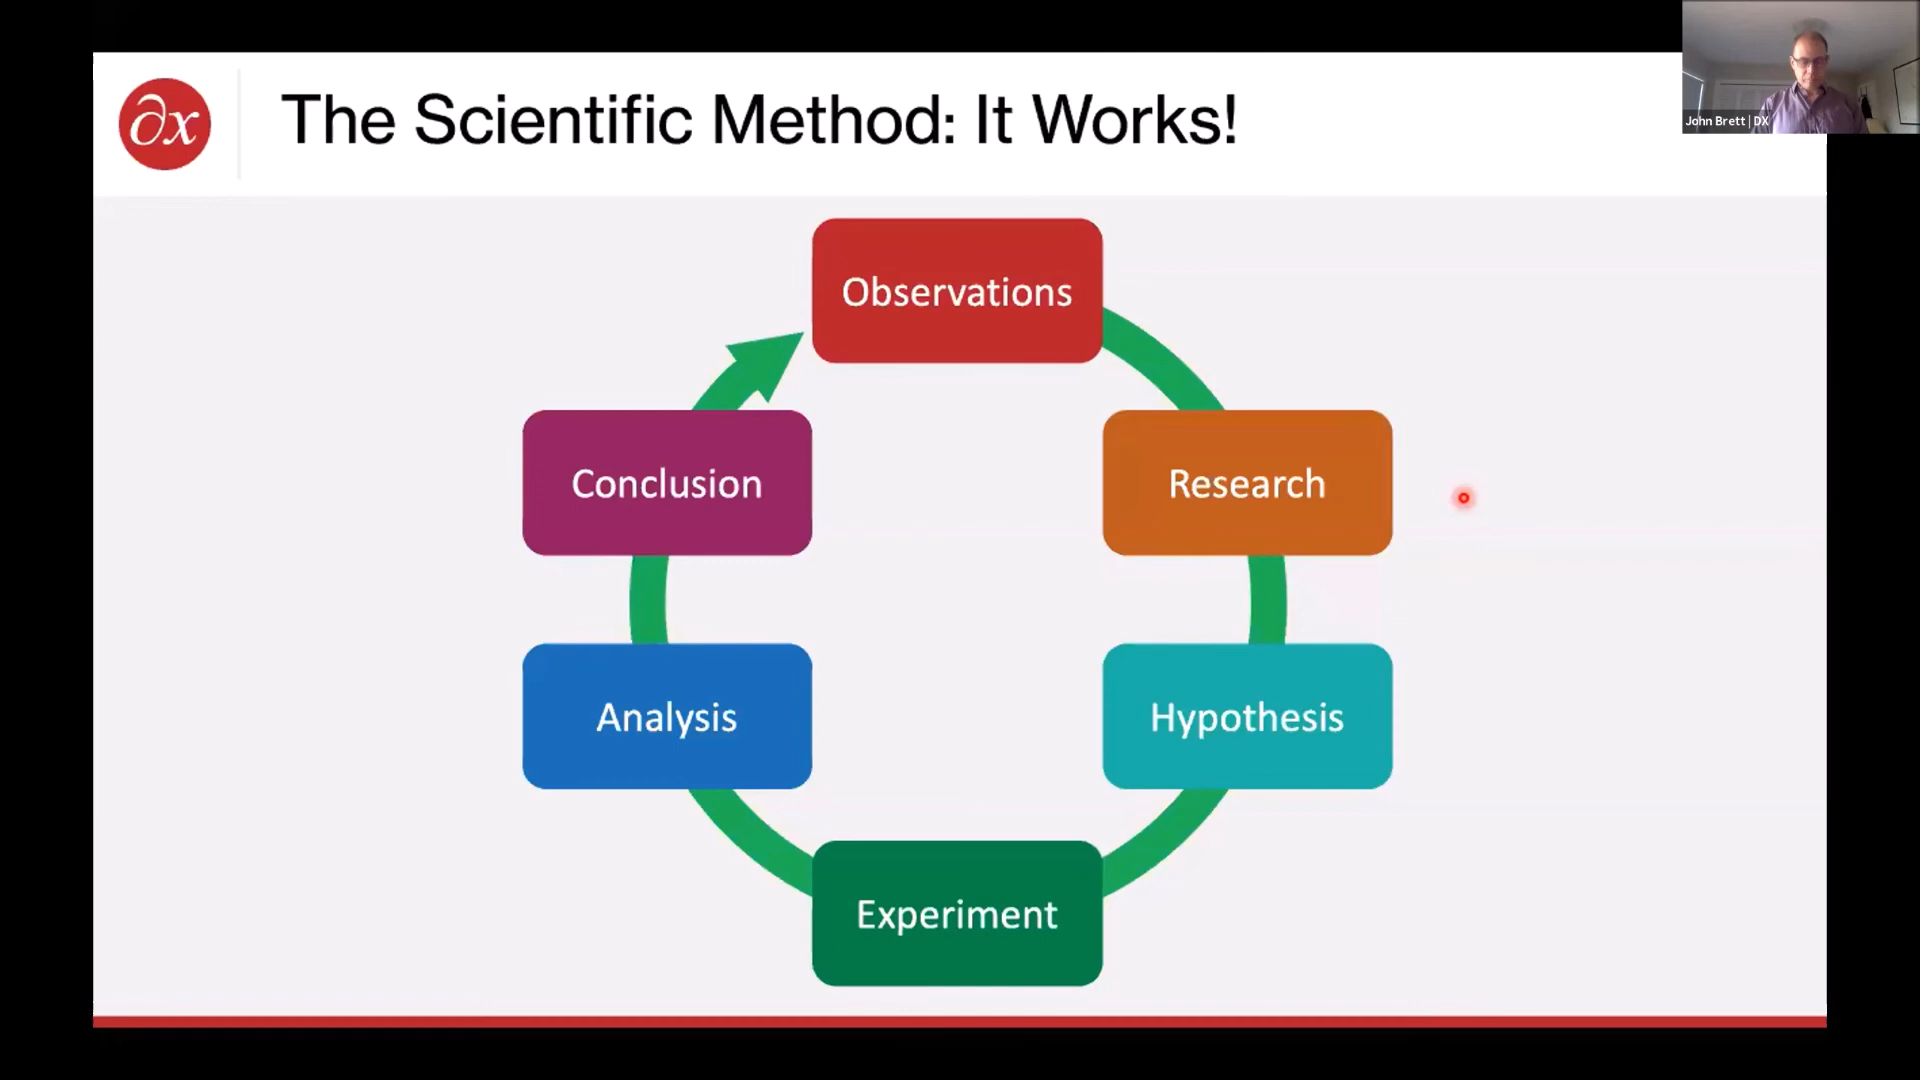 ∂x
The Scientific Method: It Works!
John Brett | DX
Observations
Research
Hypothesis
Experiment
Analysis
Conclusion